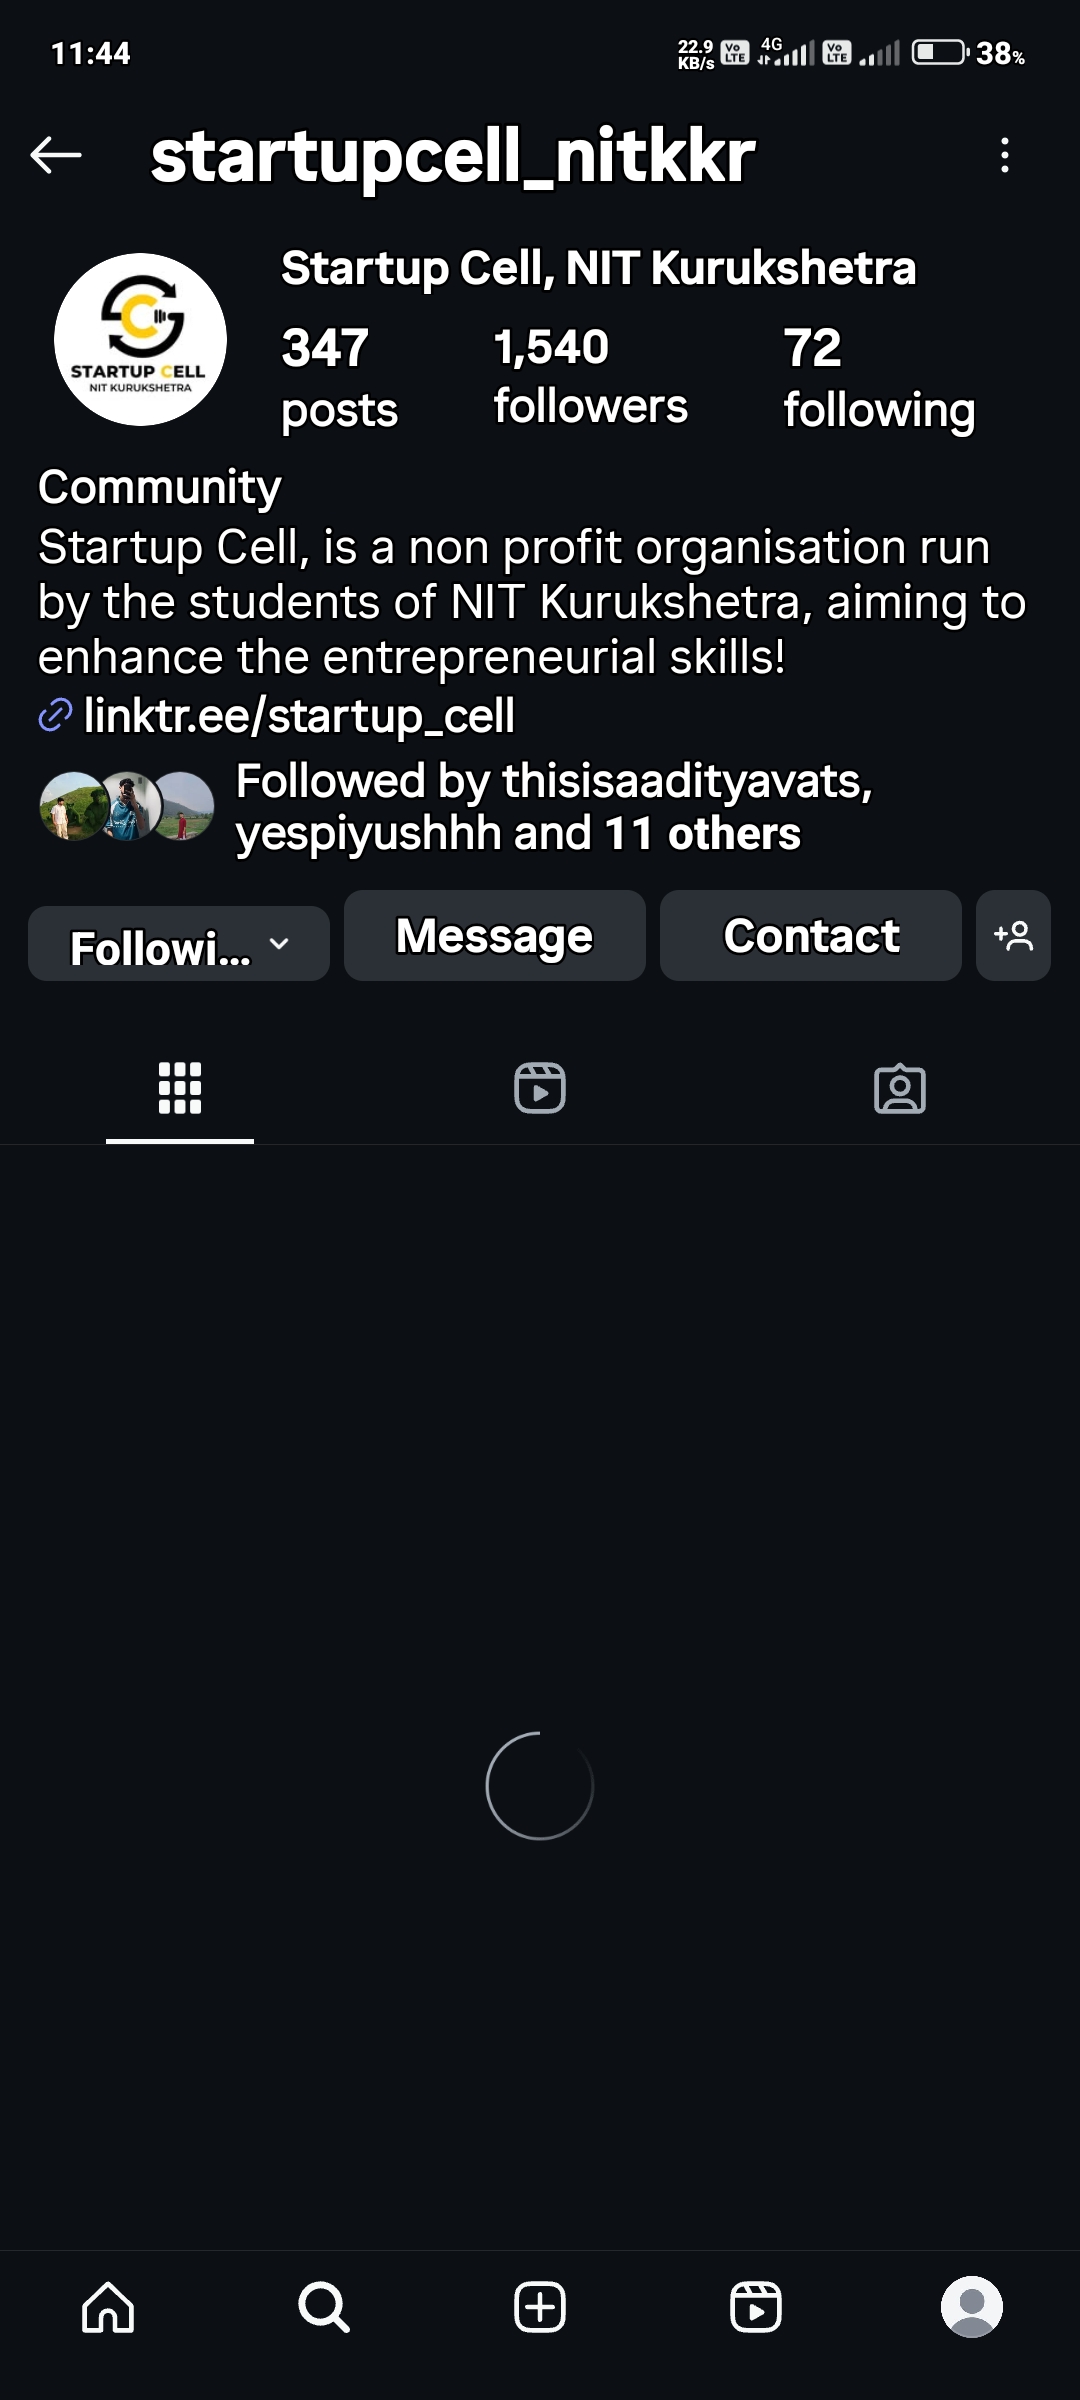 11:44
22.9 KB/s Vo LTE 4G Vo LTE 38%
startupcell_nitkkr
STARTUP CELL
NIT KURUKSHETRA
Startup Cell, NIT Kurukshetra
347 1,540 72
posts followers following
Community
Startup Cell, is a non profit organisation run
by the students of NIT Kurukshetra, aiming to
enhance the entrepreneurial skills!
linktr.ee/startup_cell
Followed by thisisaadityavats,
yespiyushhh and 11 others
Followi... Message Contact